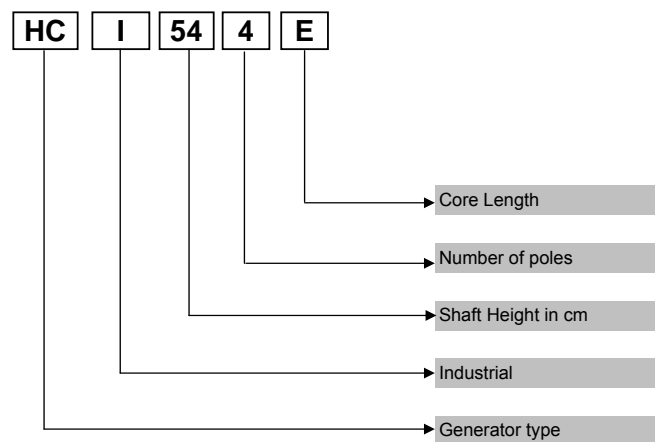 HC I 54 4 E
Core Length
Number of poles
Shaft Height in cm
Industrial
Generator type